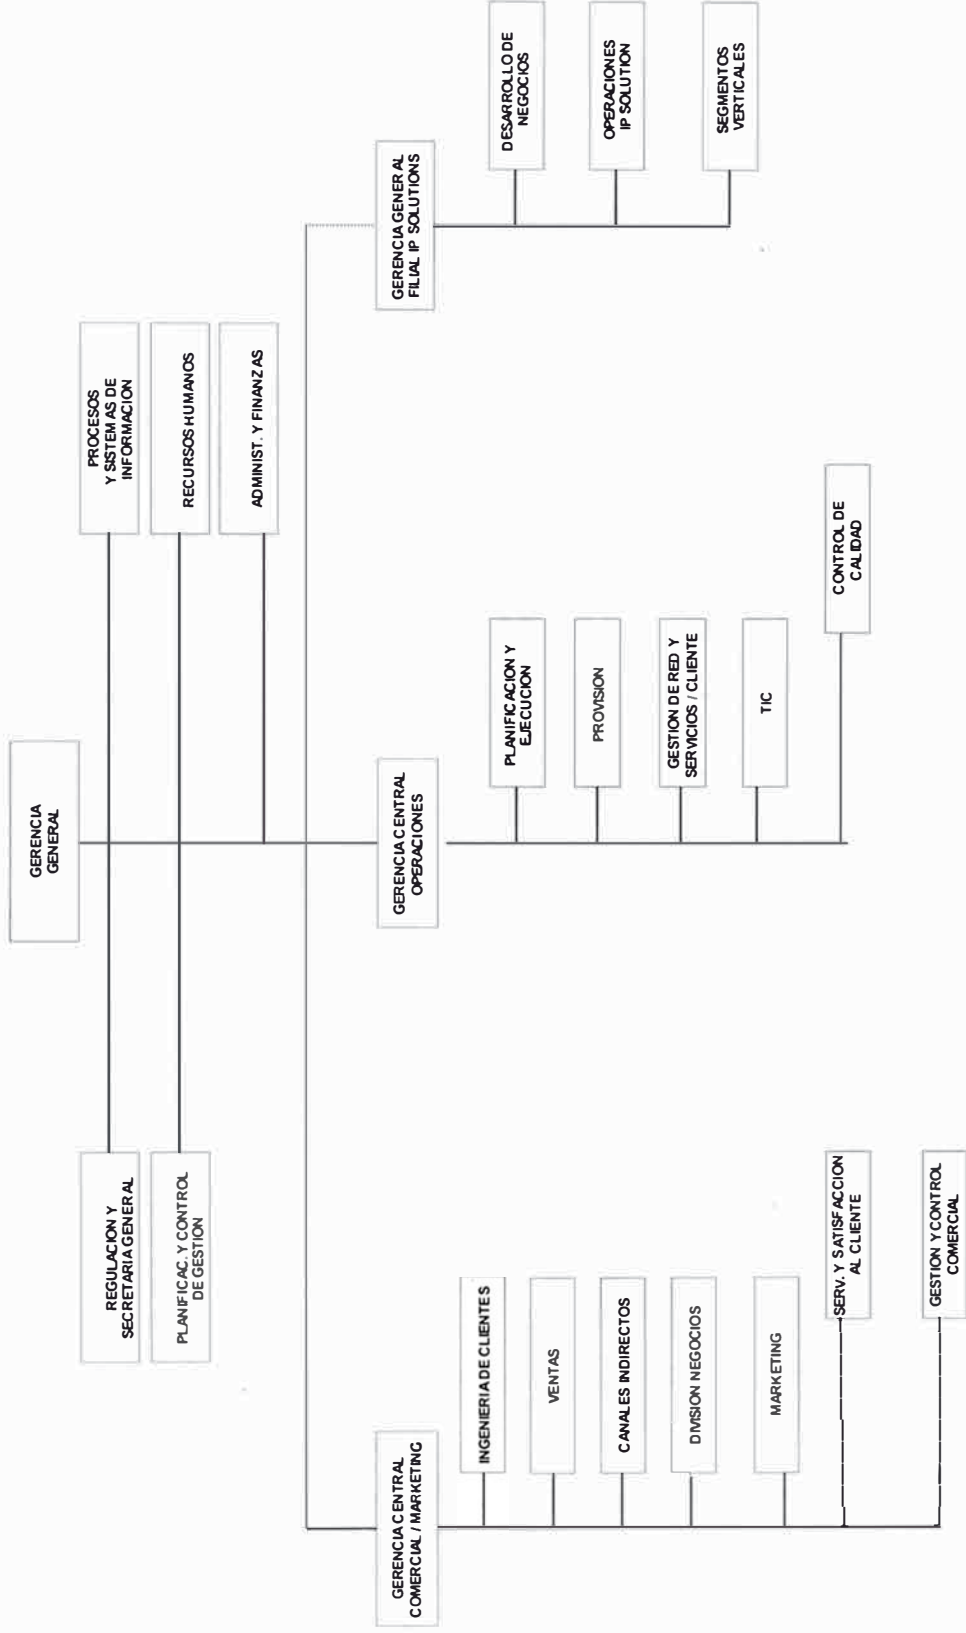 GERENCIA
GENERAL
REGULACION Y
SECRETARIA GENERAL
PROCESOS
Y SISTEMAS DE
INFORMACION
PLANIFICAC. Y CONTROL
DE GESTION
RECURSOS HUMANOS
ADMINIST. Y FINANZAS
GERENCIA CENTRAL
COMERCIAL / MARKETING
GERENCIA CENTRAL
OPERACIONES
GERENCIA GENERAL
FILIAL IP SOLUTIONS
INGENIERIA DE CLIENTES
VENTAS
CANALES INDIRECTOS
DIVISION NEGOCIOS
MARKETING
SERV. Y SATISFACCION
AL CLIENTE
GESTION Y CONTROL
COMERCIAL
PLANIFICACION Y
EJECUCION
PROVISION
GESTION DE RED Y
SERVICIOS / CLIENTE
TIC
CONTROL DE
CALIDAD
DESARROLLO DE
NEGOCIOS
OPERACIONES
IP SOLUTION
SEGMENTOS
VERTICALES